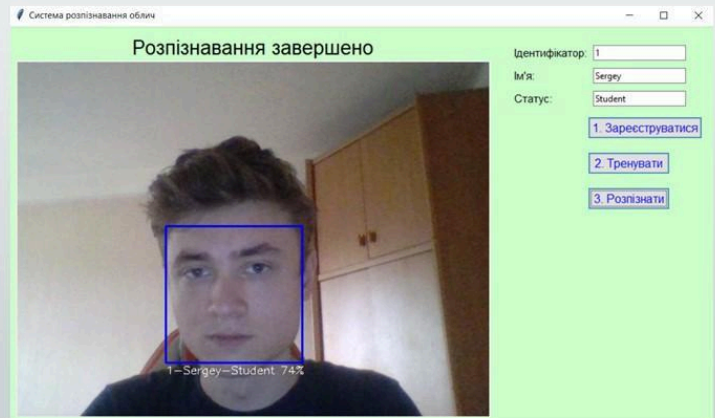 Система розпізнавання облич
Розпізнавання завершено
Ідентифікатор: 1
Ім'я: Sergey
Статус: Student
1. Зареєструватися
2. Тренувати
3. Розпізнати
1-Sergey-Student 74%